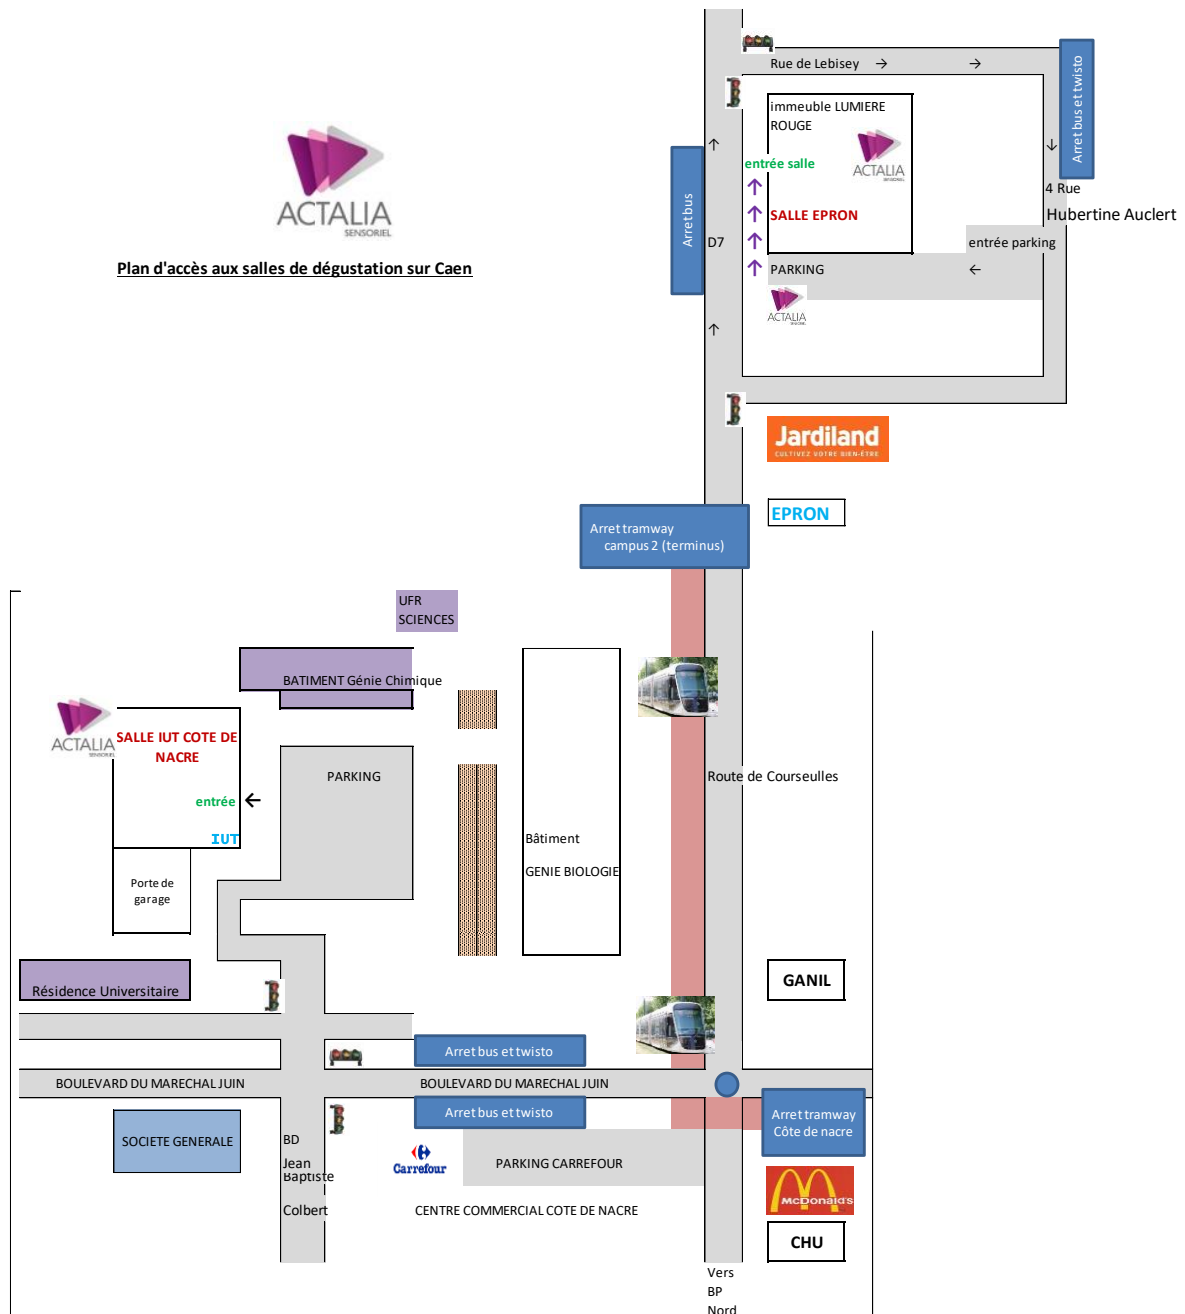 Rue de Lebisey → →
immeuble LUMIERE
ROUGE
ACTALIA
SENSORIEL
entrée salle
SALLE EPRON
Arret bus
D7
Arret bus et twisto
4 Rue
Hubertine Auclert
entrée parking
PARKING ←
ACTALIA
SENSORIEL
ACTALIA
SENSORIEL
Plan d'accès aux salles de dégustation sur Caen
Jardiland
CULTIVEZ VOTRE BIEN-ÊTRE
EPRON
Arret tramway
campus 2 (terminus)
UFR
SCIENCES
BATIMENT Génie Chimique
ACTALIA
SENSORIEL
SALLE IUT COTE DE
NACRE
entrée ←
IUT
PARKING
Route de Courseulles
Bâtiment
GENIE BIOLOGIE
Porte de
garage
Résidence Universitaire
GANIL
Arret bus et twisto
BOULEVARD DU MARECHAL JUIN
BOULEVARD DU MARECHAL JUIN
Arret bus et twisto
Arret tramway
Côte de nacre
SOCIETE GENERALE
BD
Jean
Baptiste
Colbert
Carrefour
PARKING CARREFOUR
CENTRE COMMERCIAL COTE DE NACRE
McDonald's
CHU
Vers
BP
Nord